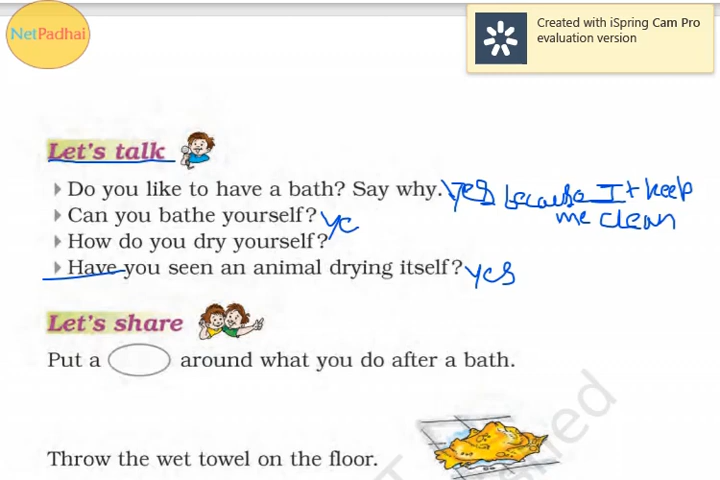 NetPadhai
Created with iSpring Cam Pro
evaluation version
Let's talk
Do you like to have a bath? Say why. Yes because It keep
me clean
Can you bathe yourself? ye
How do you dry yourself?
Have you seen an animal drying itself? yes
Let's share
Put a around what you do after a bath.
Throw the wet towel on the floor.